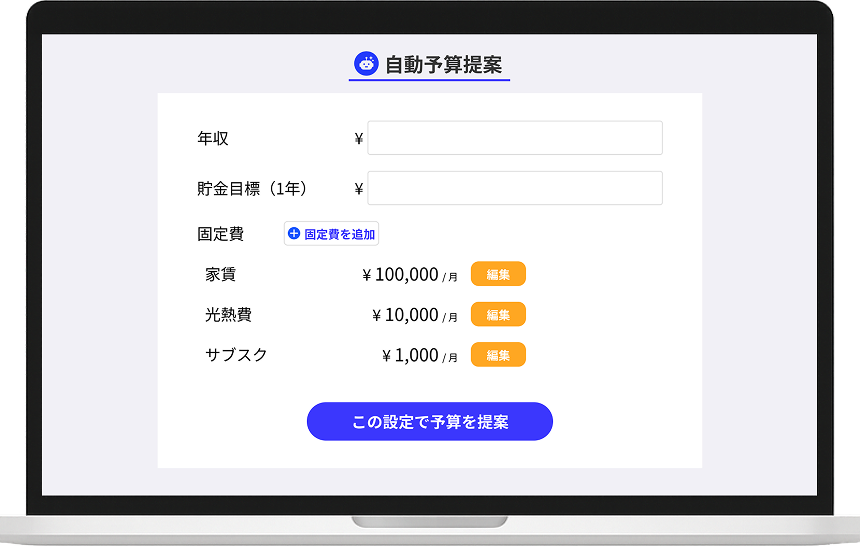 自動予算提案
年収 ¥
貯金目標（1年） ¥
固定費 固定費を追加
家賃 ¥100,000 /月 編集
光熱費 ¥10,000 /月 編集
サブスク ¥1,000 /月 編集
この設定で予算を提案